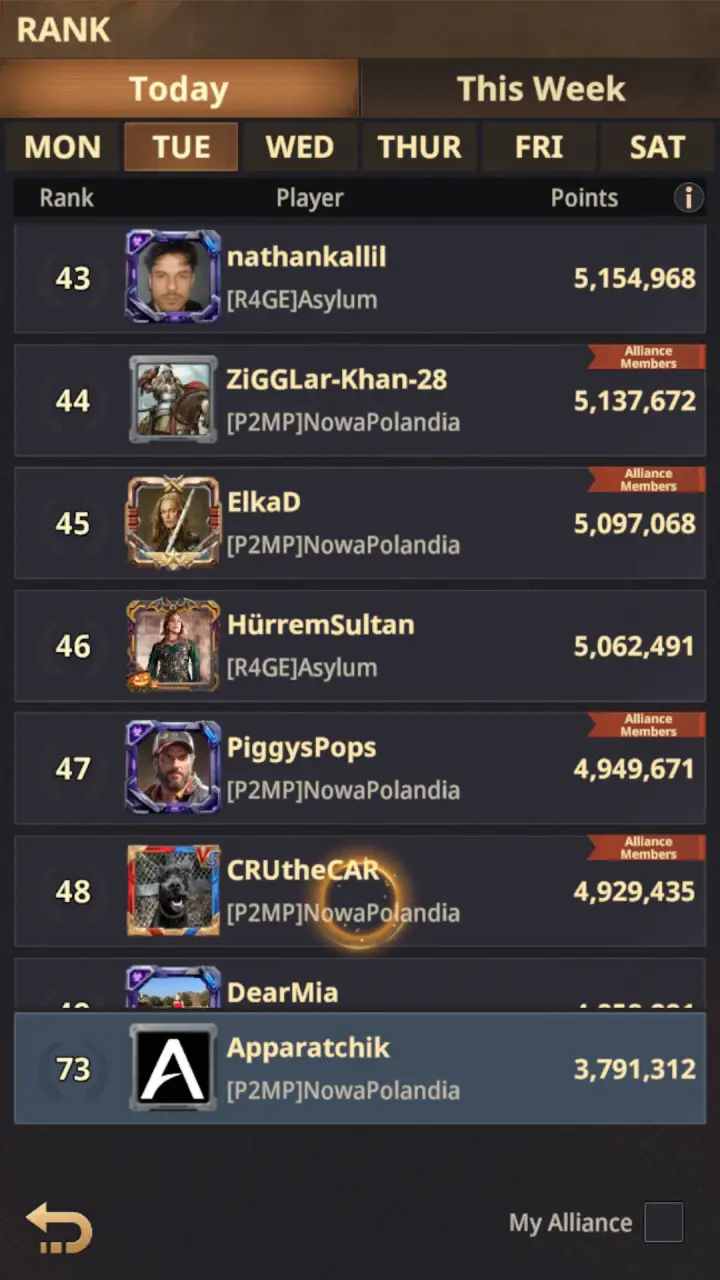 RANK
Today
This Week
MON TUE WED THUR FRI SAT
Rank Player Points i
43 nathankallil 5,154,968
[R4GE]Asylum
Alliance Members
44 ZiGGLar-Khan-28 5,137,672
[P2MP]NowaPolandia
Alliance Members
45 ElkaD 5,097,068
[P2MP]NowaPolandia
46 HürremSultan 5,062,491
[R4GE]Asylum
Alliance Members
47 PiggysPops 4,949,671
[P2MP]NowaPolandia
VS
Alliance Members
48 CRUtheCAR 4,929,435
[P2MP]NowaPolandia
DearMia
73 Apparatchik 3,791,312
[P2MP]NowaPolandia
My Alliance